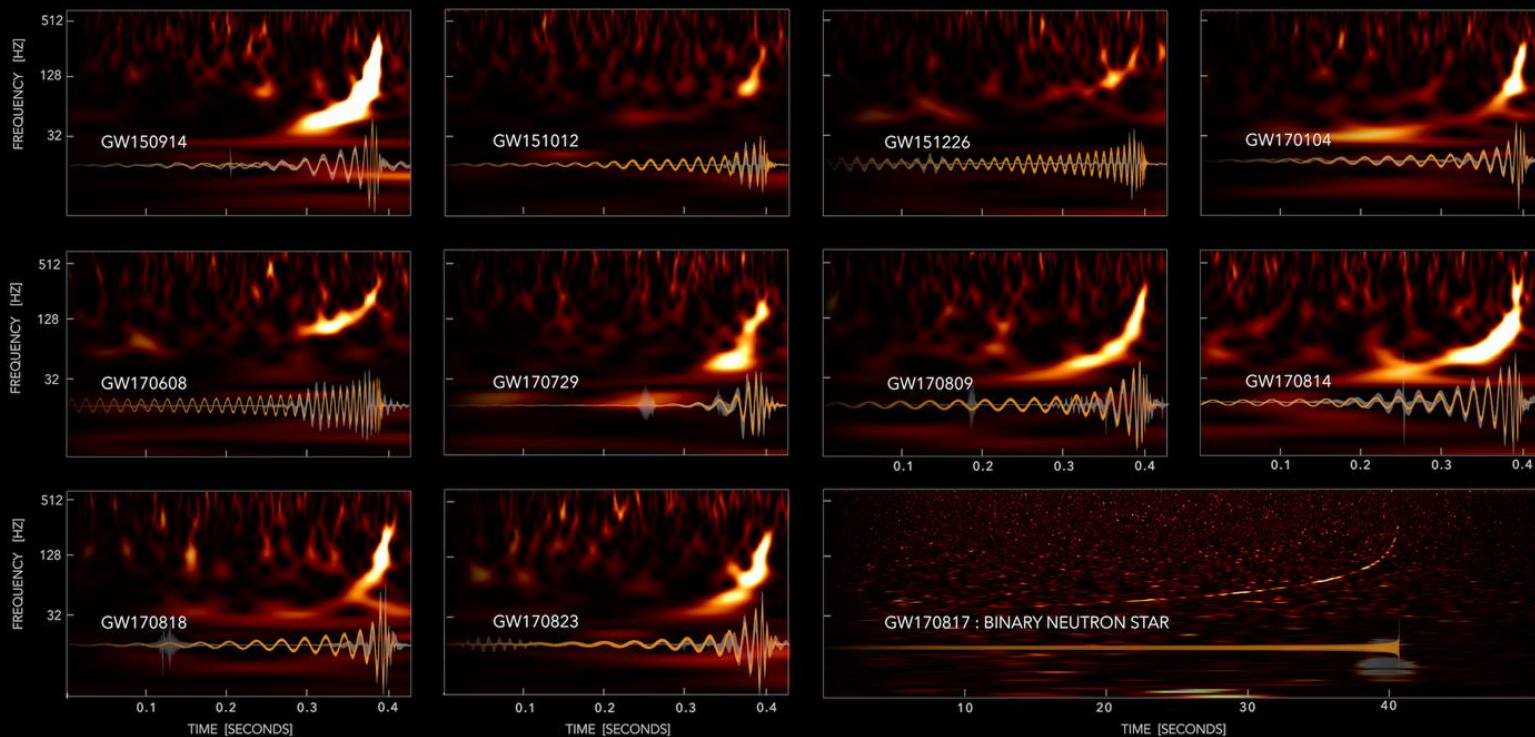 FREQUENCY [HZ]
512
128
32
GW150914
GW151012
GW151226
GW170104
FREQUENCY [HZ]
512
128
32
GW170608
GW170729
GW170809
GW170814
0.1 0.2 0.3 0.4
0.1 0.2 0.3 0.4
FREQUENCY [HZ]
512
128
32
GW170818
GW170823
GW170817 : BINARY NEUTRON STAR
0.1 0.2 0.3 0.4
0.1 0.2 0.3 0.4
10 20 30 40
TIME [SECONDS]
TIME [SECONDS]
TIME [SECONDS]